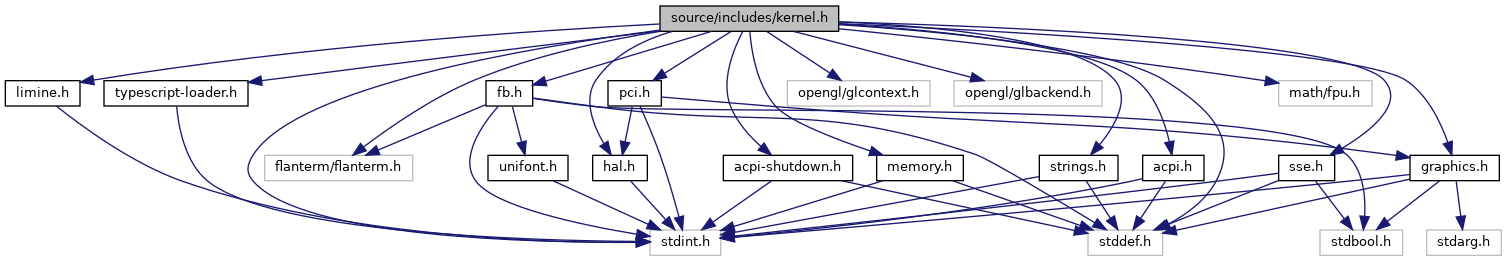 source/includes/kernel.h
limine.h
typescript-loader.h
fb.h
pci.h
opengl/glcontext.h
opengl/glbackend.h
math/fpu.h
flanterm/flanterm.h
unifont.h
hal.h
acpi-shutdown.h
memory.h
strings.h
acpi.h
sse.h
graphics.h
stdint.h
stddef.h
stdbool.h
stdarg.h